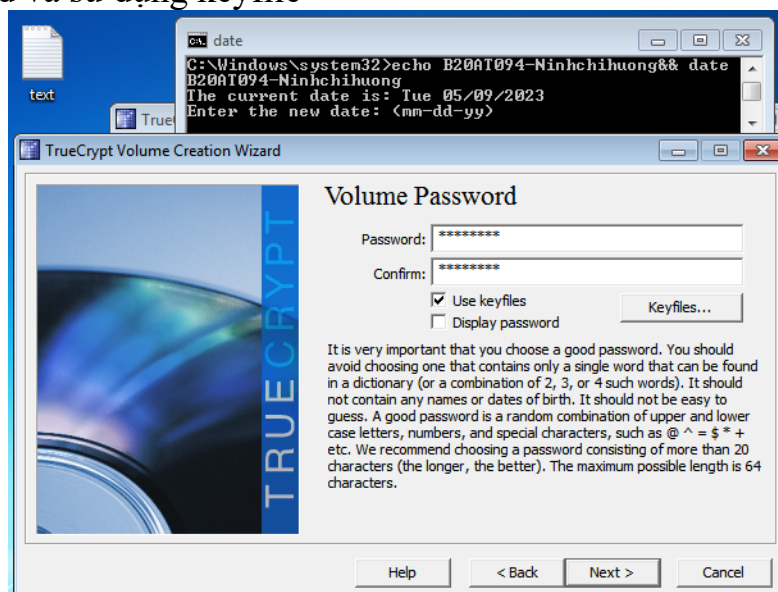 và sử dụng keyfile
date
C:\Windows\system32>echo B20AT094-Ninhchihuong&& date
B20AT094-Ninhchihuong
The current date is: Tue 05/09/2023
Enter the new date: (mm-dd-yy)
text
TrueCrypt Volume Creation Wizard
TRUECRYPT
Volume Password
Password: ********
Confirm: ********
Use keyfiles
Keyfiles...
Display password
It is very important that you choose a good password. You should
avoid choosing one that contains only a single word that can be found
in a dictionary (or a combination of 2, 3, or 4 such words). It should
not contain any names or dates of birth. It should not be easy to
guess. A good password is a random combination of upper and lower
case letters, numbers, and special characters, such as @ ^ = $ * +
etc. We recommend choosing a password consisting of more than 20
characters (the longer, the better). The maximum possible length is 64
characters.
Help < Back Next > Cancel